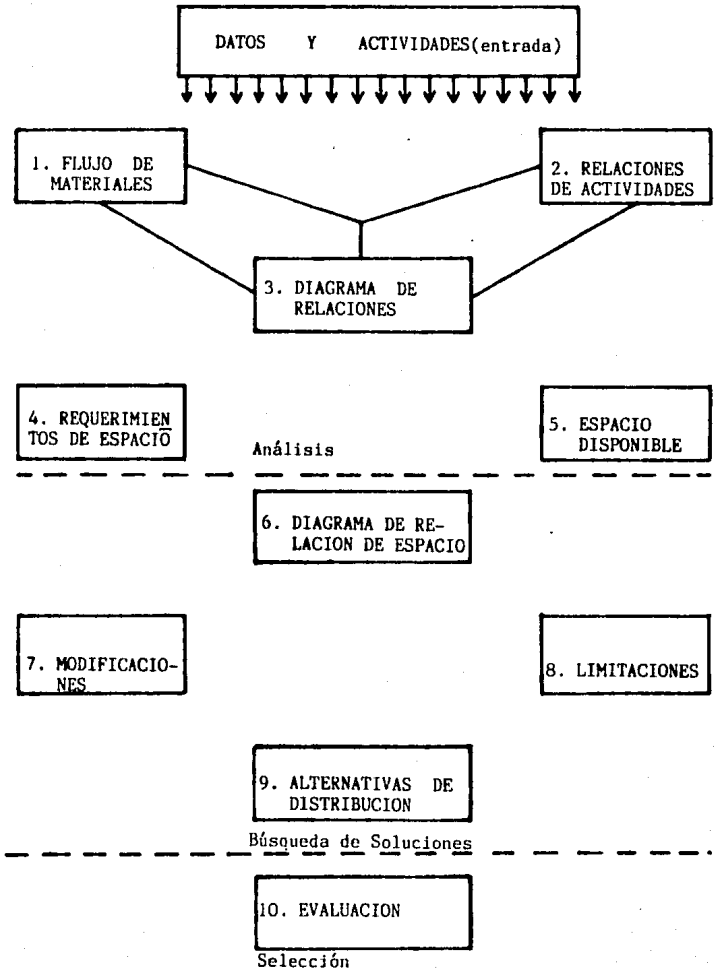 DATOS Y ACTIVIDADES(entrada)
1. FLUJO DE
MATERIALES
2. RELACIONES
DE ACTIVIDADES
3. DIAGRAMA DE
RELACIONES
4. REQUERIMIEN
TOS DE ESPACIO
5. ESPACIO
DISPONIBLE
Análisis
6. DIAGRAMA DE RE-
LACION DE ESPACIO
7. MODIFICACIO-
NES
8. LIMITACIONES
9. ALTERNATIVAS DE
DISTRIBUCION
Búsqueda de Soluciones
10. EVALUACION
Selección